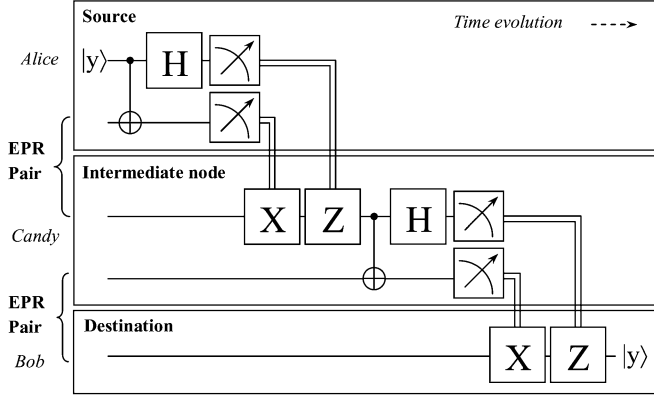 Source
Time evolution
Alice
|y⟩
H
EPR
Pair
Intermediate node
X
Z
H
Candy
EPR
Pair
Destination
X
Z
|y⟩
Bob